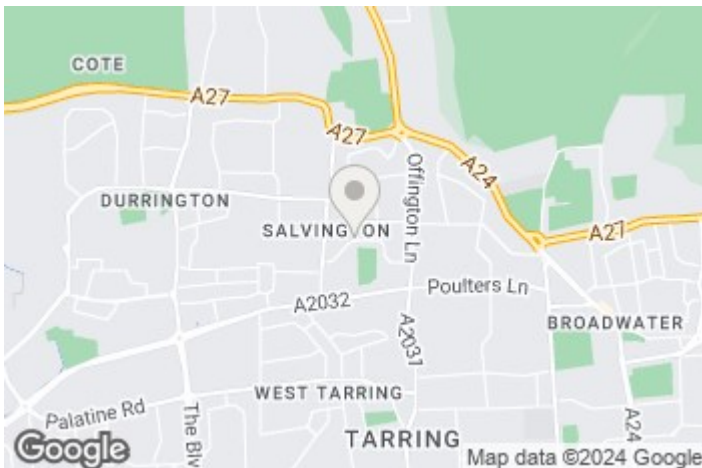 COTE
A27
A27
A24
Offington Ln
DURRINGTON
SALVINGTON
A27
Poulters Ln
A2032
A2031
BROADWATER
WEST TARRING
Palatine Rd
The Blv
TARRING
A24
Google
Map data ©2024 Google